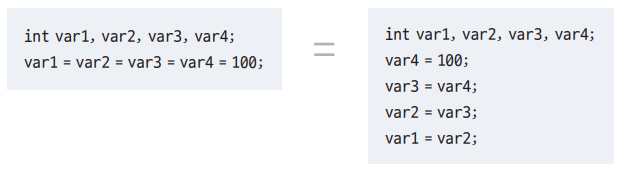 int var1, var2, var3, var4;
var1 = var2 = var3 = var4 = 100;
=
int var1, var2, var3, var4;
var4 = 100;
var3 = var4;
var2 = var3;
var1 = var2;